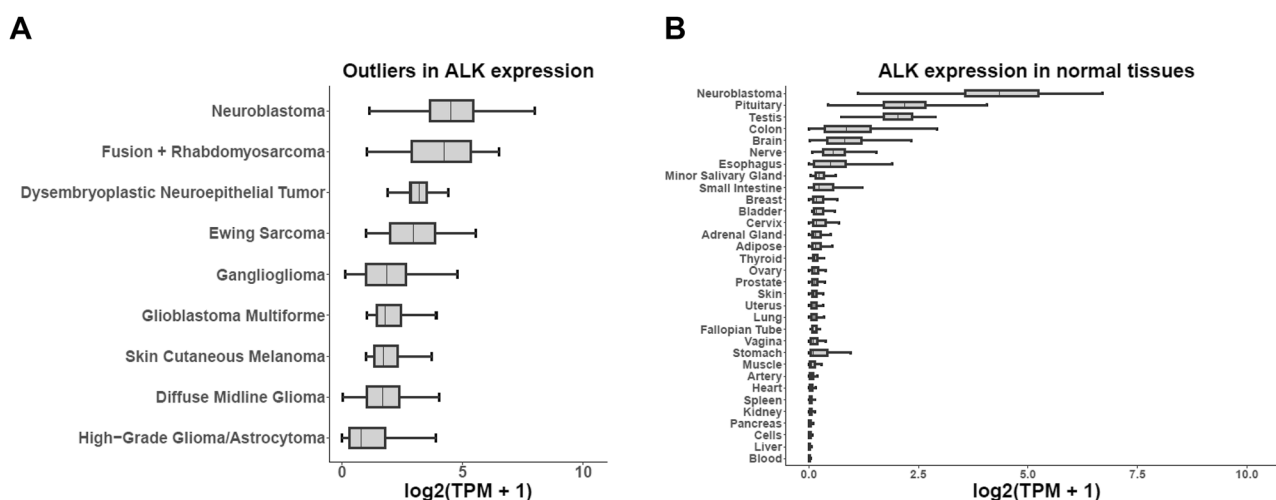 A
Outliers in ALK expression
Neuroblastoma
Fusion + Rhabdomyosarcoma
Dysembryoplastic Neuroepithelial Tumor
Ewing Sarcoma
Ganglioglioma
Glioblastoma Multiforme
Skin Cutaneous Melanoma
Diffuse Midline Glioma
High-Grade Glioma/Astrocytoma
0 5 10
log2(TPM + 1)
B
ALK expression in normal tissues
Neuroblastoma
Pituitary
Testis
Colon
Brain
Nerve
Esophagus
Minor Salivary Gland
Small Intestine
Breast
Bladder
Cervix
Adrenal Gland
Adipose
Thyroid
Ovary
Prostate
Skin
Uterus
Lung
Fallopian Tube
Vagina
Stomach
Muscle
Artery
Heart
Spleen
Kidney
Pancreas
Cells
Liver
Blood
0.0 2.5 5.0 7.5 10.0
log2(TPM + 1)